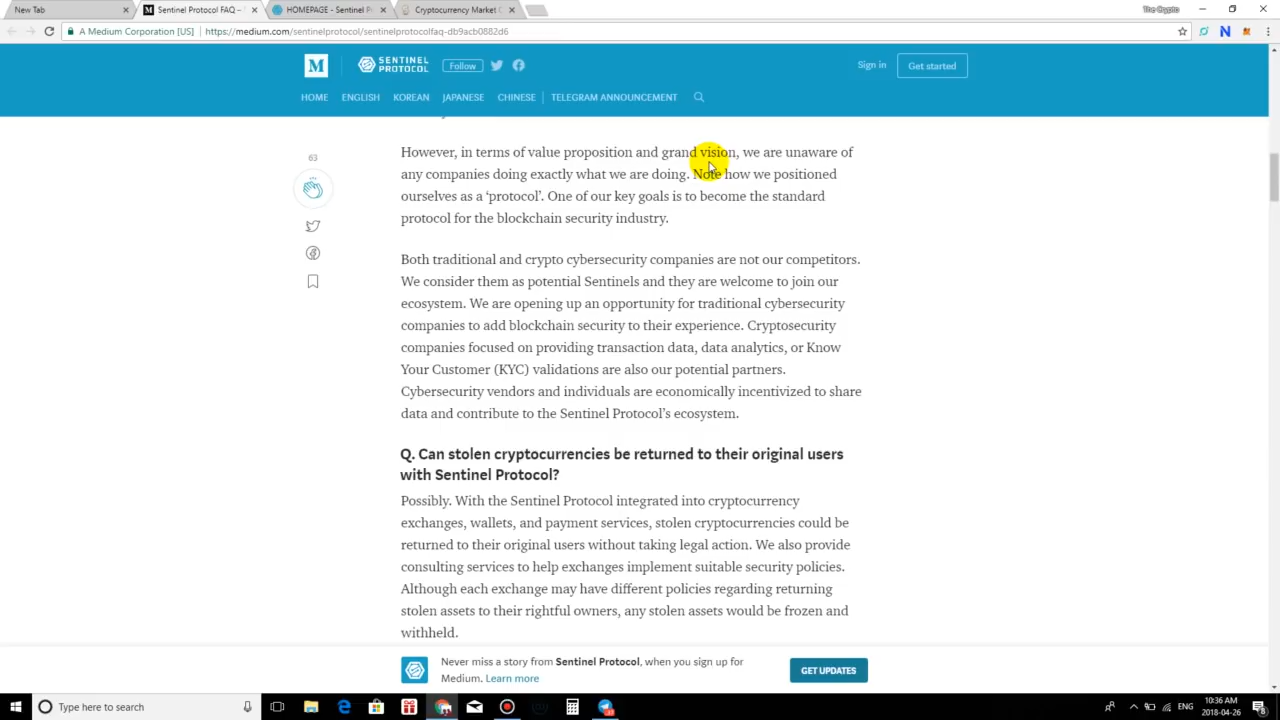 New Tab
Sentinel Protocol FAQ –
HOMEPAGE - Sentinel P
Cryptocurrency Market C
The Crypto
A Medium Corporation [US]
https://medium.com/sentinelprotocol/sentinelprotocolfaq-db9acb0882d6
M
SENTINEL
PROTOCOL
Follow
Sign in
Get started
HOME
ENGLISH
KOREAN
JAPANESE
CHINESE
TELEGRAM ANNOUNCEMENT
63
However, in terms of value proposition and grand vision, we are unaware of
any companies doing exactly what we are doing. Note how we positioned
ourselves as a ‘protocol’. One of our key goals is to become the standard
protocol for the blockchain security industry.
Both traditional and crypto cybersecurity companies are not our competitors.
We consider them as potential Sentinels and they are welcome to join our
ecosystem. We are opening up an opportunity for traditional cybersecurity
companies to add blockchain security to their experience. Cryptosecurity
companies focused on providing transaction data, data analytics, or Know
Your Customer (KYC) validations are also our potential partners.
Cybersecurity vendors and individuals are economically incentivized to share
data and contribute to the Sentinel Protocol’s ecosystem.
Q. Can stolen cryptocurrencies be returned to their original users
with Sentinel Protocol?
Possibly. With the Sentinel Protocol integrated into cryptocurrency
exchanges, wallets, and payment services, stolen cryptocurrencies could be
returned to their original users without taking legal action. We also provide
consulting services to help exchanges implement suitable security policies.
Although each exchange may have different policies regarding returning
stolen assets to their rightful owners, any stolen assets would be frozen and
withheld.
Never miss a story from Sentinel Protocol, when you sign up for
Medium. Learn more
GET UPDATES
Type here to search
ENG
10:36 AM
2018-04-26